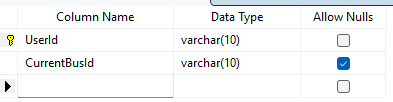 Column Name Data Type Allow Nulls
UserId varchar(10)
CurrentBusId varchar(10)